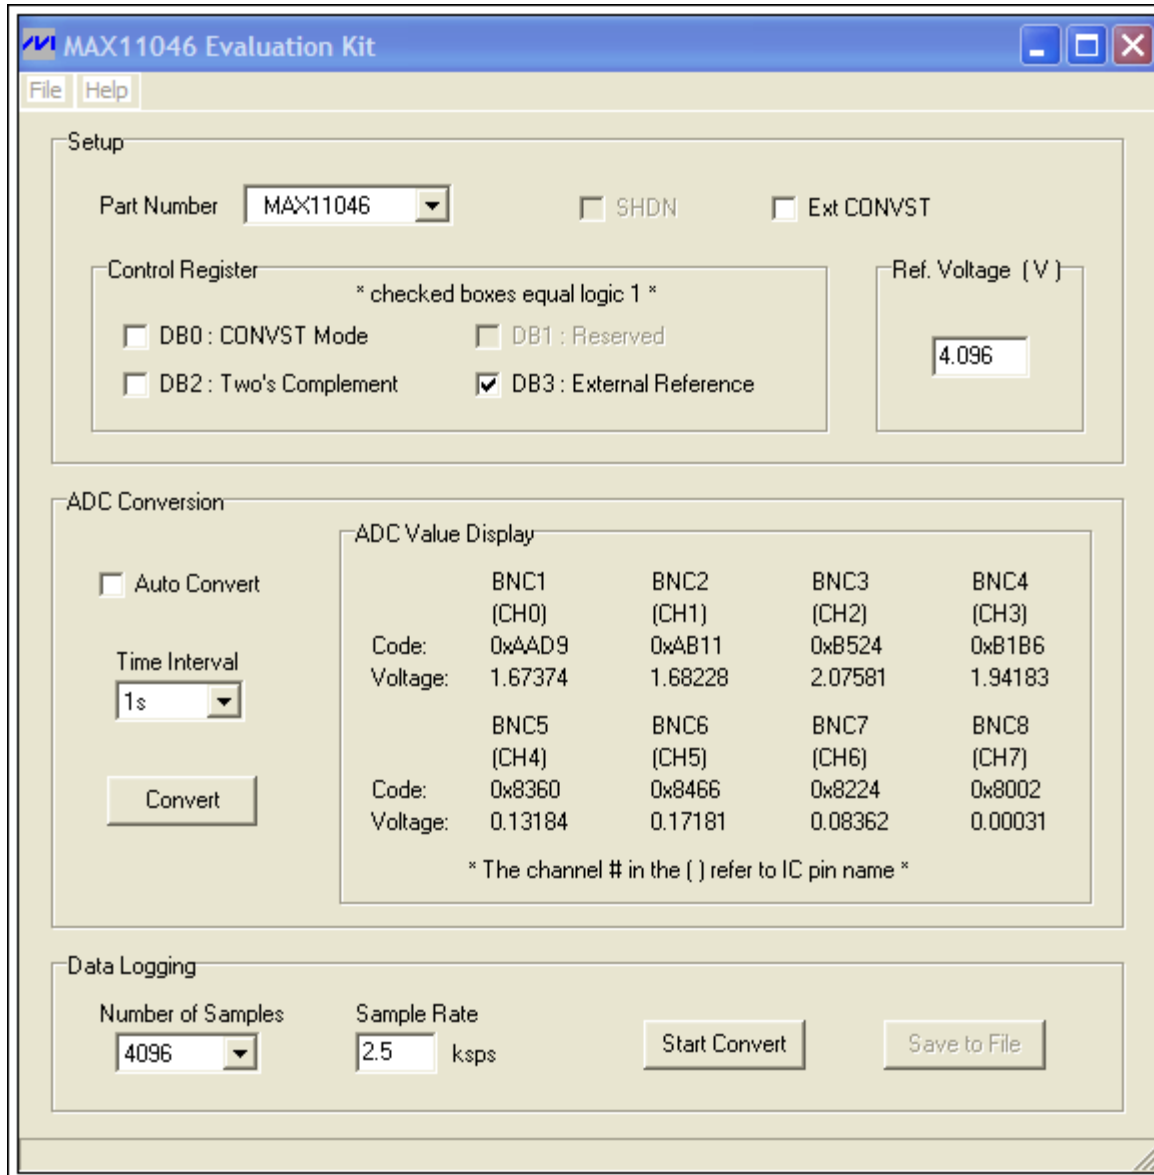 MAX11046 Evaluation Kit
File Help
Setup
Part Number MAX11046 SHDN Ext CONVST
Control Register
* checked boxes equal logic 1 *
DB0 : CONVST Mode DB1 : Reserved
DB2 : Two's Complement DB3 : External Reference
Ref. Voltage ( V )
4.096
ADC Conversion
Auto Convert
Time Interval
1s
Convert
ADC Value Display
BNC1 BNC2 BNC3 BNC4
(CH0) (CH1) (CH2) (CH3)
Code: 0xAAD9 0xAB11 0xB524 0xB1B6
Voltage: 1.67374 1.68228 2.07581 1.94183
BNC5 BNC6 BNC7 BNC8
(CH4) (CH5) (CH6) (CH7)
Code: 0x8360 0x8466 0x8224 0x8002
Voltage: 0.13184 0.17181 0.08362 0.00031
* The channel # in the ( ) refer to IC pin name *
Data Logging
Number of Samples Sample Rate
4096 2.5 ksps Start Convert Save to File